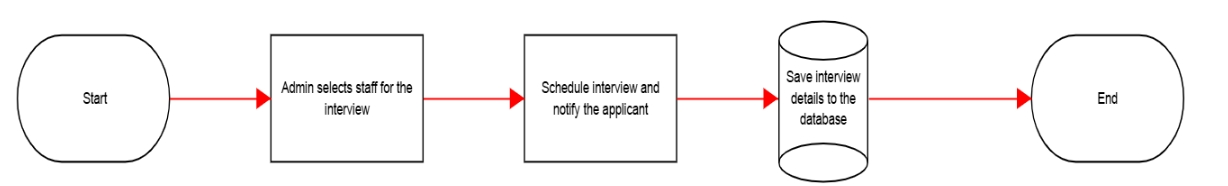 Start
Admin selects staff for the
interview
Schedule interview and
notify the applicant
Save interview
details to the
database
End